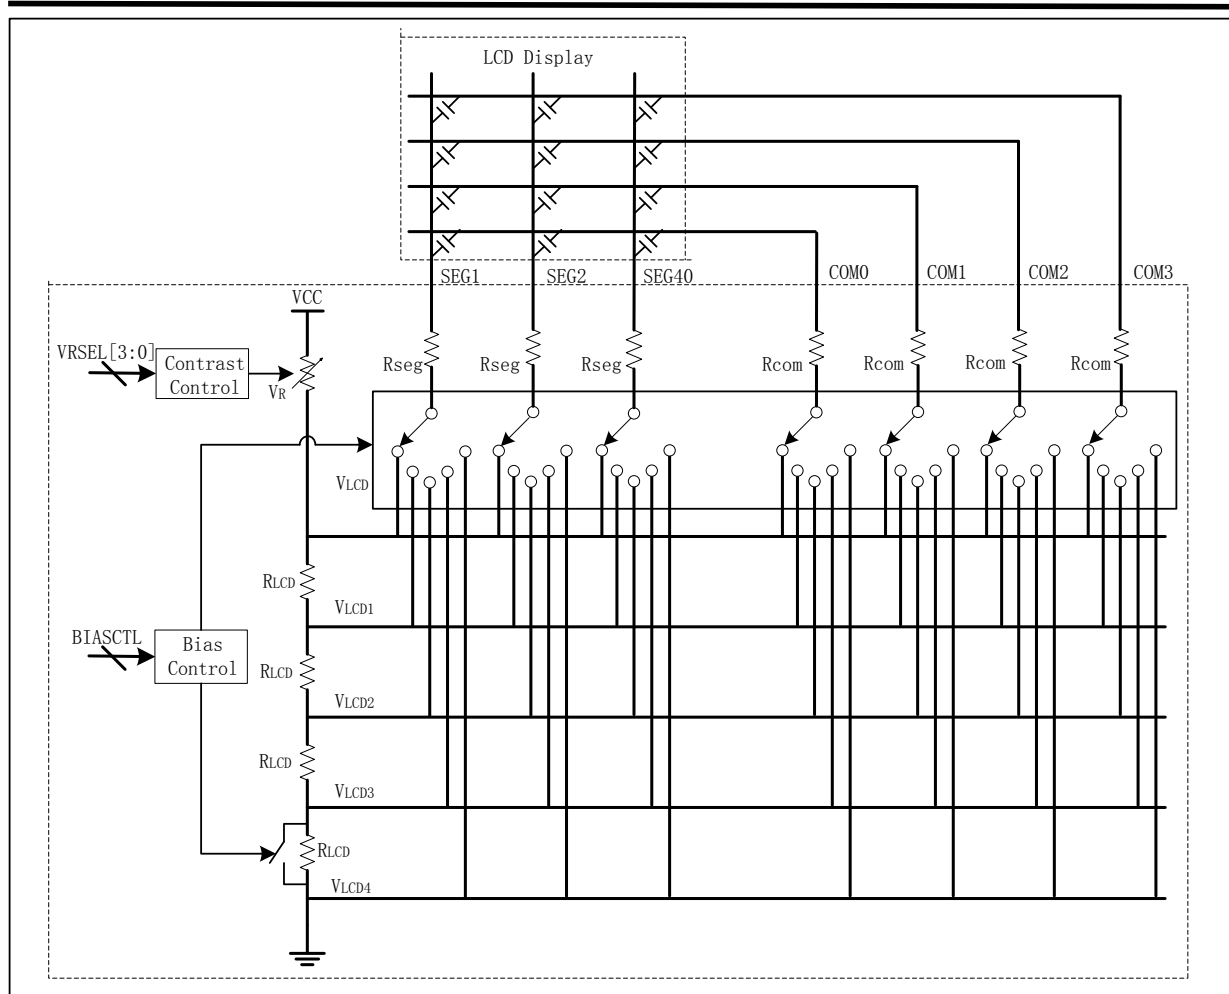 LCD Display
SEG1
SEG2
SEG40
COM0
COM1
COM2
COM3
VCC
VRSEL[3:0]
Contrast
Control
VR
Rseg
Rseg
Rseg
Rcom
Rcom
Rcom
Rcom
VLCD
RLCD
VLCD1
BIASCTL
Bias
Control
RLCD
VLCD2
RLCD
VLCD3
RLCD
VLCD4